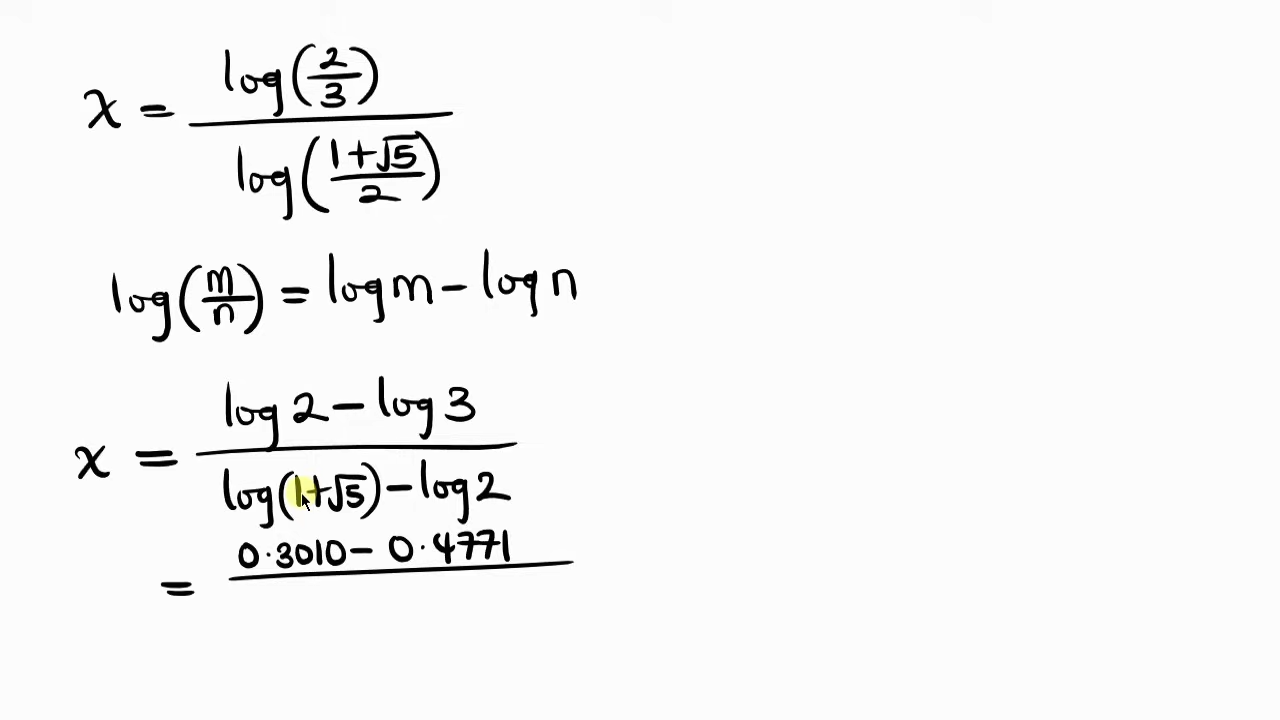 x = log(2/3) / log((1+√5)/2)
log(m/n) = log m − log n
x = (log 2 − log 3) / (log(1+√5) − log 2)
= 0.3010 − 0.4771